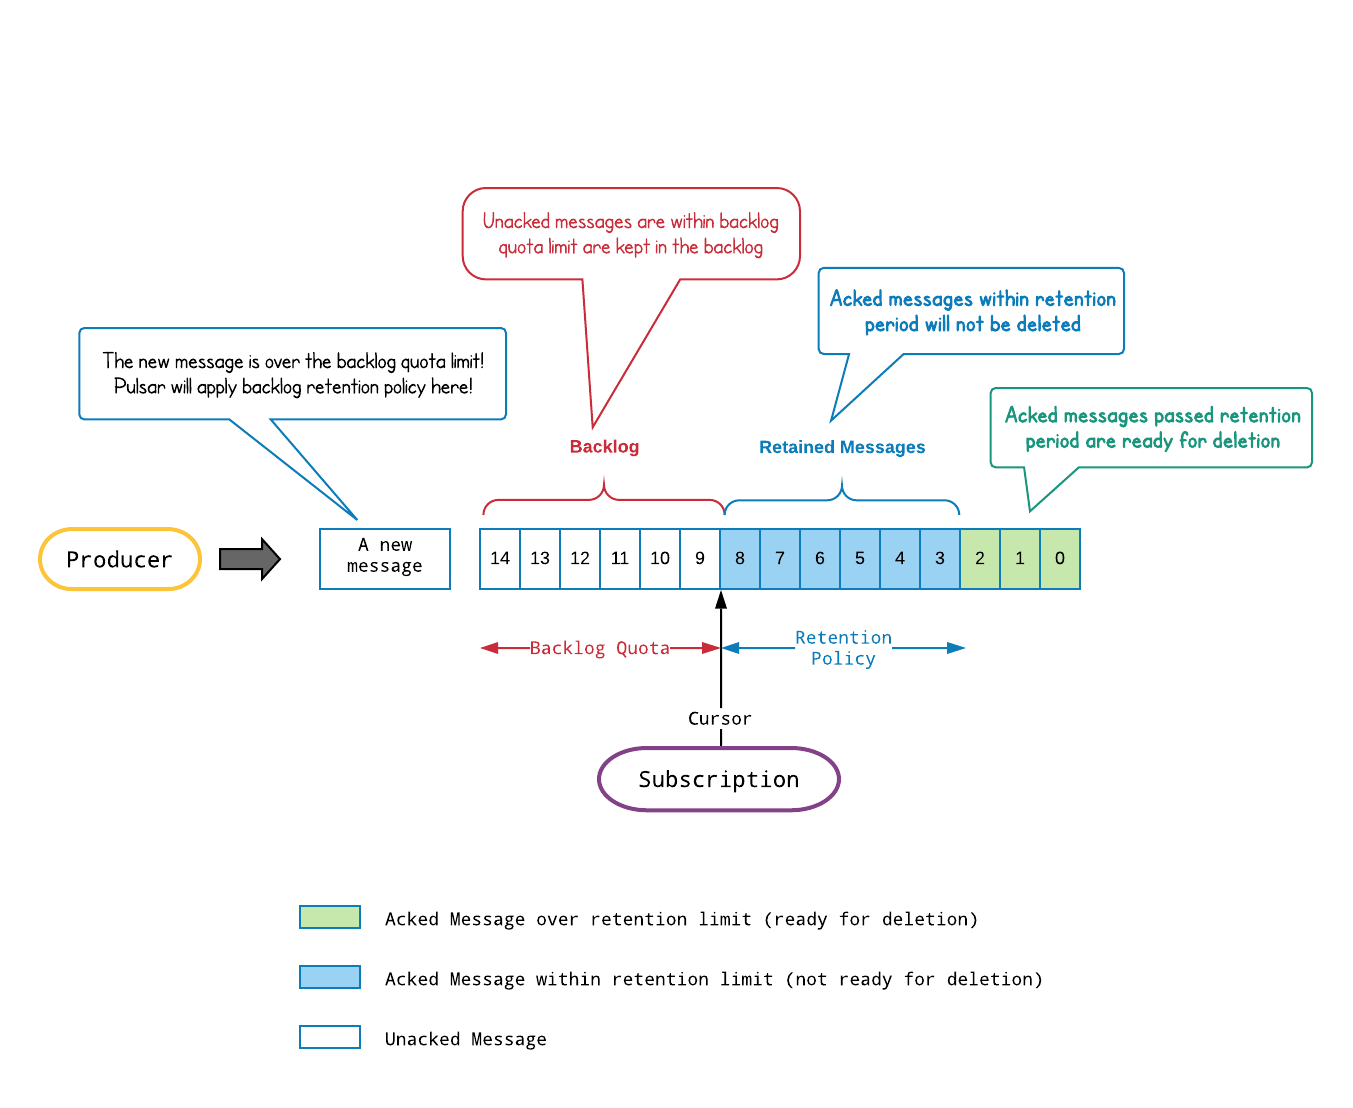 Unacked messages are within backlog
quota limit are kept in the backlog
Acked messages within retention
period will not be deleted
The new message is over the backlog quota limit!
Pulsar will apply backlog retention policy here!
Acked messages passed retention
period are ready for deletion
Backlog
Retained Messages
Producer
A new
message
14 13 12 11 10 9 8 7 6 5 4 3 2 1 0
Backlog Quota
Retention
Policy
Cursor
Subscription
Acked Message over retention limit (ready for deletion)
Acked Message within retention limit (not ready for deletion)
Unacked Message